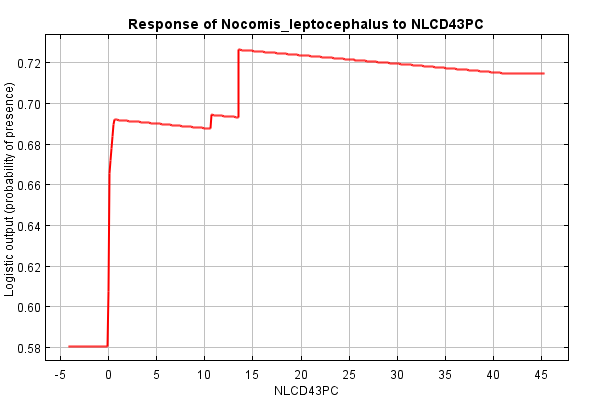 Response of Nocomis_leptocephalus to NLCD43PC
Logistic output (probability of presence)
0.72
0.70
0.68
0.66
0.64
0.62
0.60
0.58
-5 0 5 10 15 20 25 30 35 40 45
NLCD43PC